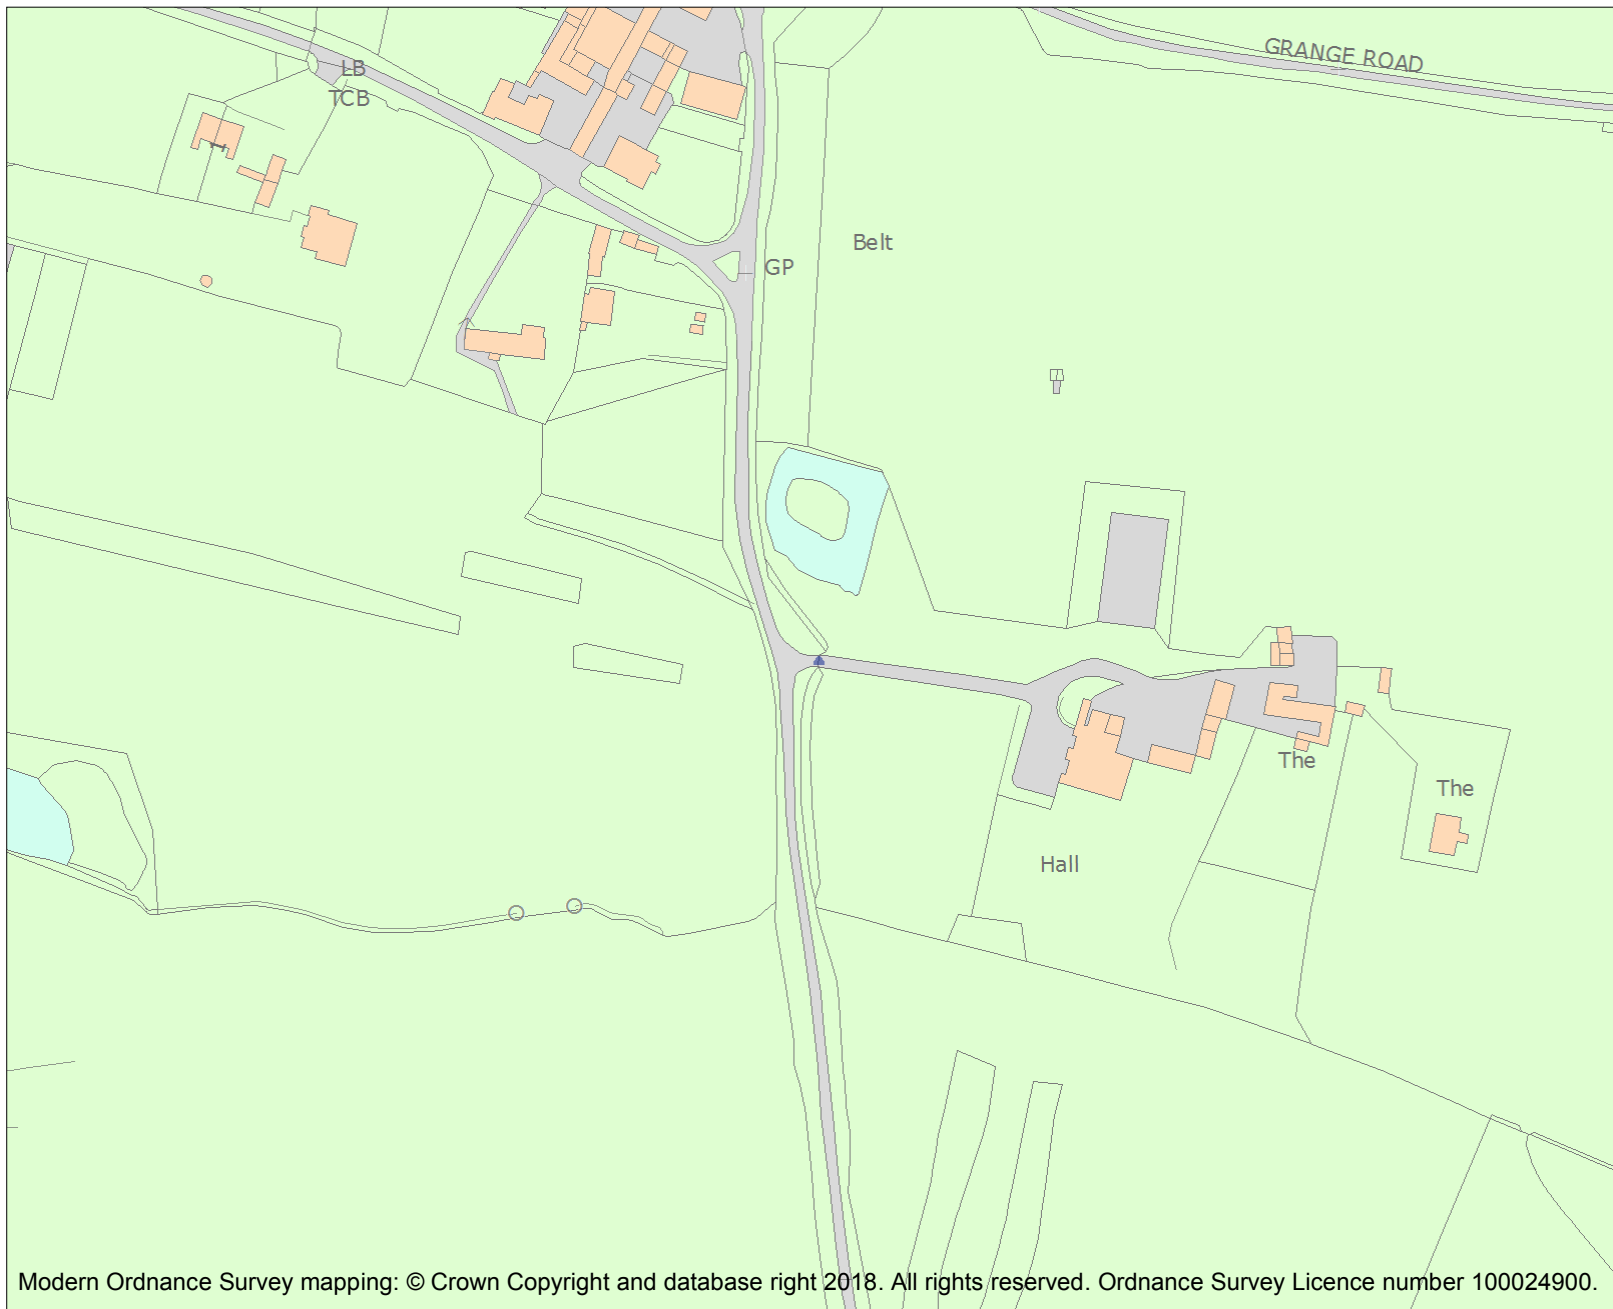 GRANGE ROAD
LB
TCB
1
Belt
GP
The
The
Hall
Modern Ordnance Survey mapping: © Crown Copyright and database right 2018. All rights reserved. Ordnance Survey Licence number 100024900.